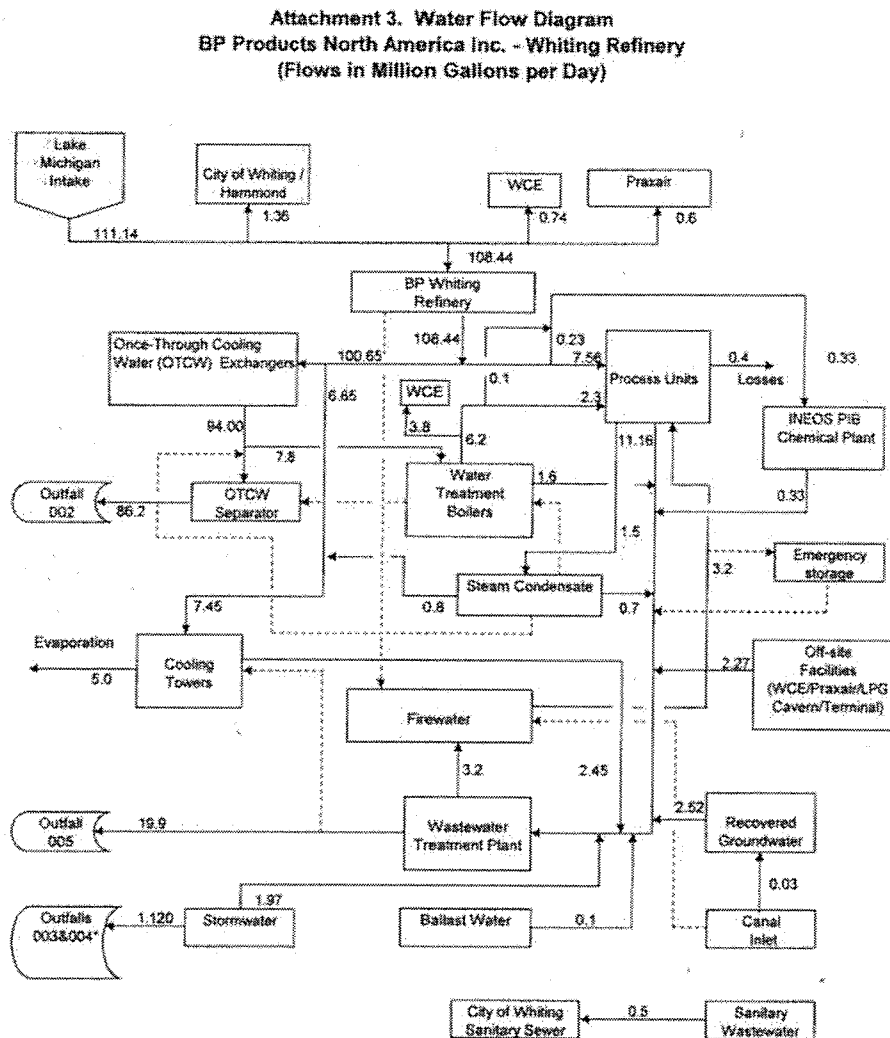 Attachment 3. Water Flow Diagram
BP Products North America Inc. - Whiting Refinery
(Flows in Million Gallons per Day)
Lake
Michigan
Intake
City of Whiting /
Hammond
WCE
Praxair
1.36
0.74
0.6
111.14
108.44
BP Whiting
Refinery
108.44
0.23
Once-Through Cooling
Water (OTCW) Exchangers
100.65
7.56
Process Units
0.4
Losses
0.33
0.1
6.65
WCE
2.3
INEOS PIB
Chemical Plant
94.00
3.8
6.2
11.16
7.8
Water
Treatment
Boilers
1.6
0.33
Outfall
002
86.2
OTCW
Separator
1.5
3.2
Emergency
storage
Steam Condensate
0.8
0.7
7.45
Evaporation
5.0
Cooling
Towers
2.27
Off-site
Facilities
(WCE/Praxair/LPG
Cavern/Terminal)
Firewater
3.2
2.45
Outfall
005
19.9
Wastewater
Treatment Plant
2.52
Recovered
Groundwater
0.03
1.97
Outfalls
003&004*
1.120
Stormwater
Ballast Water
0.1
Canal
Inlet
City of Whiting
Sanitary Sewer
0.5
Sanitary
Wastewater